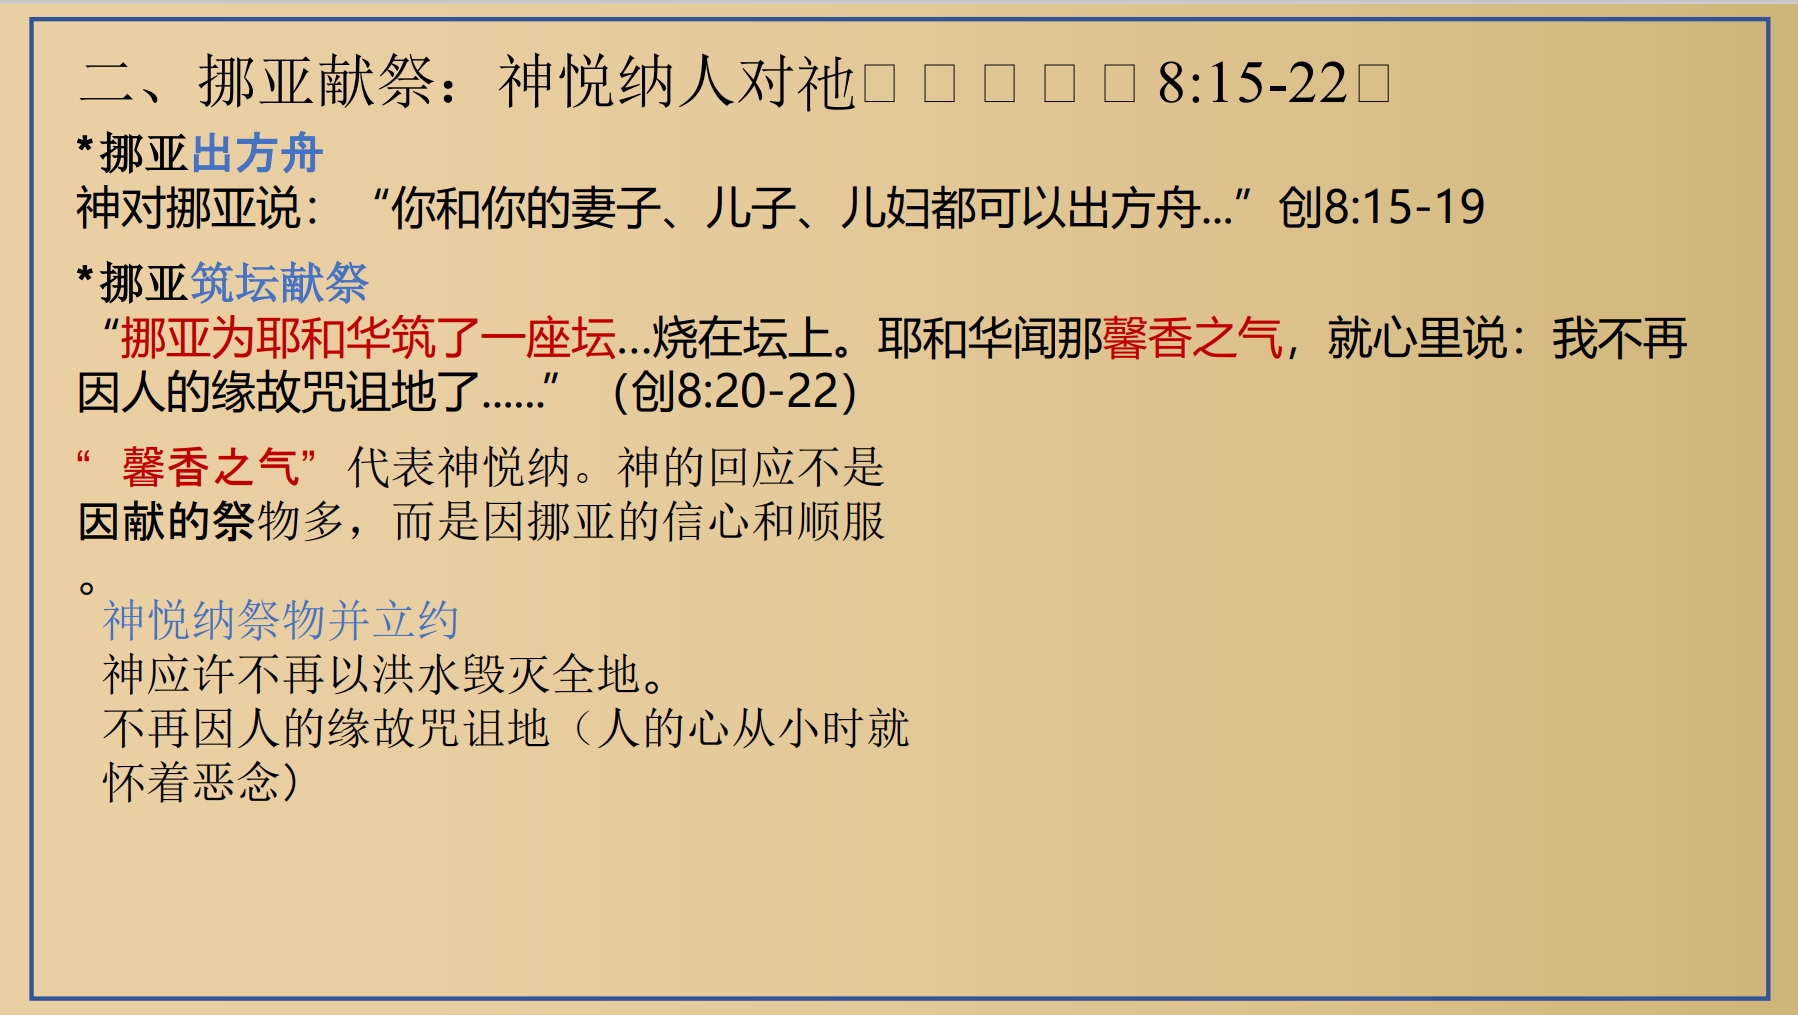 二、挪亚献祭：神悦纳人对祂□□□□□8:15-22□
*挪亚出方舟
神对挪亚说：“你和你的妻子、儿子、儿妇都可以出方舟...”创8:15-19
*挪亚筑坛献祭
“挪亚为耶和华筑了一座坛…烧在坛上。耶和华闻那馨香之气，就心里说：我不再
因人的缘故咒诅地了......”（创8:20-22）
“ 馨香之气” 代表神悦纳。神的回应不是
因献的祭物多，而是因挪亚的信心和顺服
。
神悦纳祭物并立约
神应许不再以洪水毁灭全地。
不再因人的缘故咒诅地（人的心从小时就
怀着恶念）